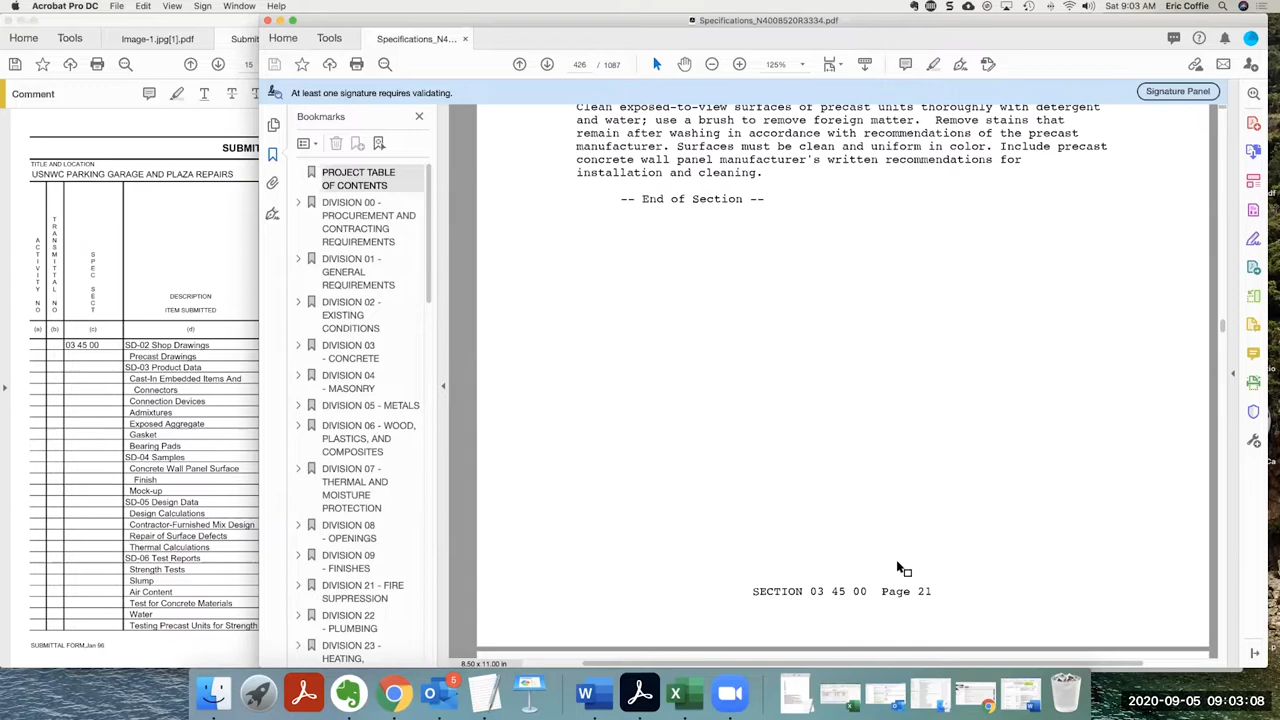 Acrobat Pro DC File Edit View Sign Window Help
Sat 9:03 AM Eric Coffie
Specifications_N4008520R3334.pdf
Home Tools Image-1.jpg[1].pdf
15
Comment
SUBMIT
TITLE AND LOCATION
USNWC PARKING GARAGE AND PLAZA REPAIRS
ACTIVITY NO
TRANSMITTAL NO
SPEC SECT
DESCRIPTION
ITEM SUBMITTED
(a) (b) (c) (d)
03 45 00 SD-02 Shop Drawings
Precast Drawings
SD-03 Product Data
Cast-In Embedded Items And
Connectors
Connection Devices
Admixtures
Exposed Aggregate
Gasket
Bearing Pads
SD-04 Samples
Concrete Wall Panel Surface
Finish
Mock-up
SD-05 Design Data
Design Calculations
Contractor-Furnished Mix Design
Repair of Surface Defects
Thermal Calculations
SD-06 Test Reports
Strength Tests
Slump
Air Content
Test for Concrete Materials
Water
Testing Precast Units for Strength
SUBMITTAL FORM,Jan 96
Home Tools Specifications_N4... ×
426 / 1087
125%
At least one signature requires validating.
Signature Panel
Bookmarks
PROJECT TABLE
OF CONTENTS
DIVISION 00 -
PROCUREMENT AND
CONTRACTING
REQUIREMENTS
DIVISION 01 -
GENERAL
REQUIREMENTS
DIVISION 02 -
EXISTING
CONDITIONS
DIVISION 03
- CONCRETE
DIVISION 04
- MASONRY
DIVISION 05 - METALS
DIVISION 06 - WOOD,
PLASTICS, AND
COMPOSITES
DIVISION 07 -
THERMAL AND
MOISTURE
PROTECTION
DIVISION 08 -
OPENINGS
DIVISION 09 -
FINISHES
DIVISION 21 - FIRE
SUPPRESSION
DIVISION 22
- PLUMBING
DIVISION 23 -
HEATING,
Clean exposed-to-view surfaces of precast units thoroughly with detergent
and water; use a brush to remove foreign matter. Remove stains that
remain after washing in accordance with recommendations of the precast
manufacturer. Surfaces must be clean and uniform in color. Include precast
concrete wall panel manufacturer's written recommendations for
installation and cleaning.
-- End of Section --
SECTION 03 45 00 Page 21
8.50 x 11.00 in
5
2020-09-05 09:03:08